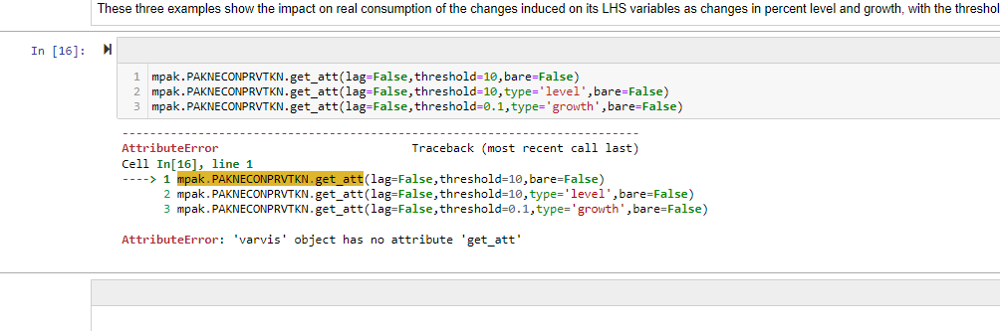 These three examples show the impact on real consumption of the changes induced on its LHS variables as changes in percent level and growth, with the threshol
In [16]:
1 mpak.PAKNECONPRVTKN.get_att(lag=False,threshold=10,bare=False)
2 mpak.PAKNECONPRVTKN.get_att(lag=False,threshold=10,type='level',bare=False)
3 mpak.PAKNECONPRVTKN.get_att(lag=False,threshold=0.1,type='growth',bare=False)
---------------------------------------------------------------------------
AttributeError                            Traceback (most recent call last)
Cell In[16], line 1
----> 1 mpak.PAKNECONPRVTKN.get_att(lag=False,threshold=10,bare=False)
      2 mpak.PAKNECONPRVTKN.get_att(lag=False,threshold=10,type='level',bare=False)
      3 mpak.PAKNECONPRVTKN.get_att(lag=False,threshold=0.1,type='growth',bare=False)
AttributeError: 'varvis' object has no attribute 'get_att'